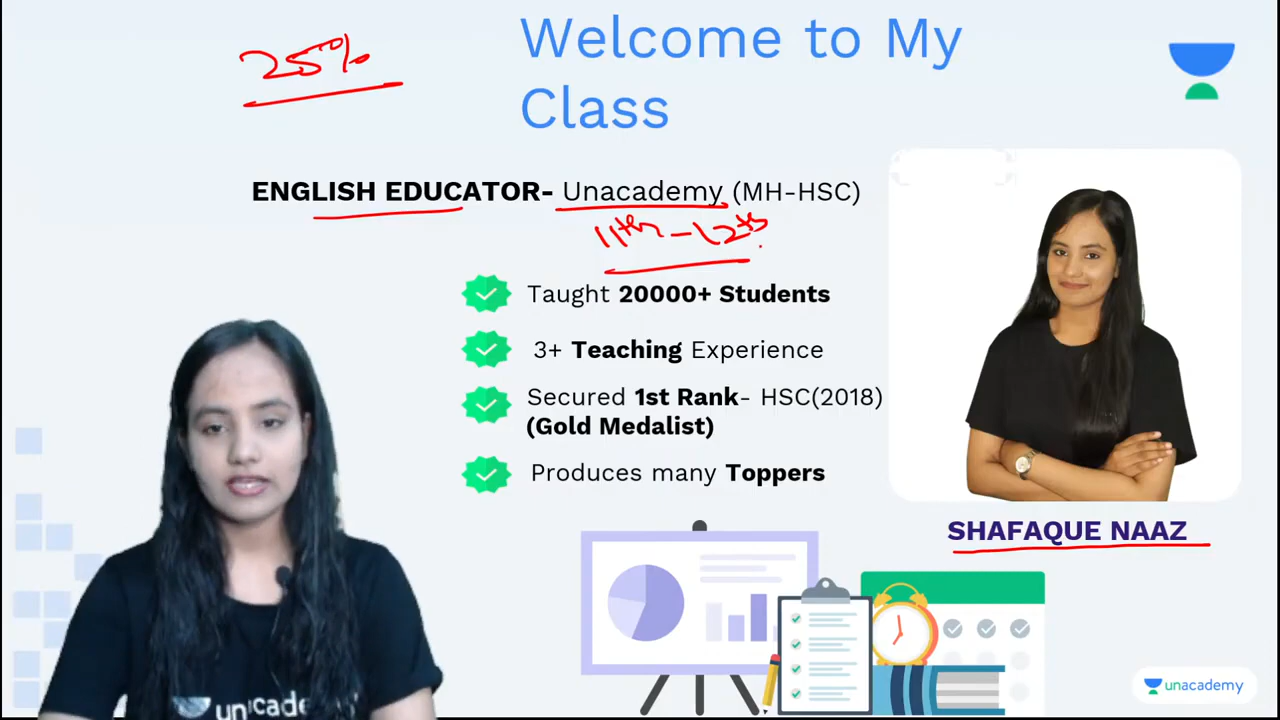 25%
Welcome to My
Class
ENGLISH EDUCATOR- Unacademy (MH-HSC)
11th - 12th
Taught 20000+ Students
3+ Teaching Experience
Secured 1st Rank- HSC(2018)
(Gold Medalist)
Produces many Toppers
SHAFAQUE NAAZ
unacademy